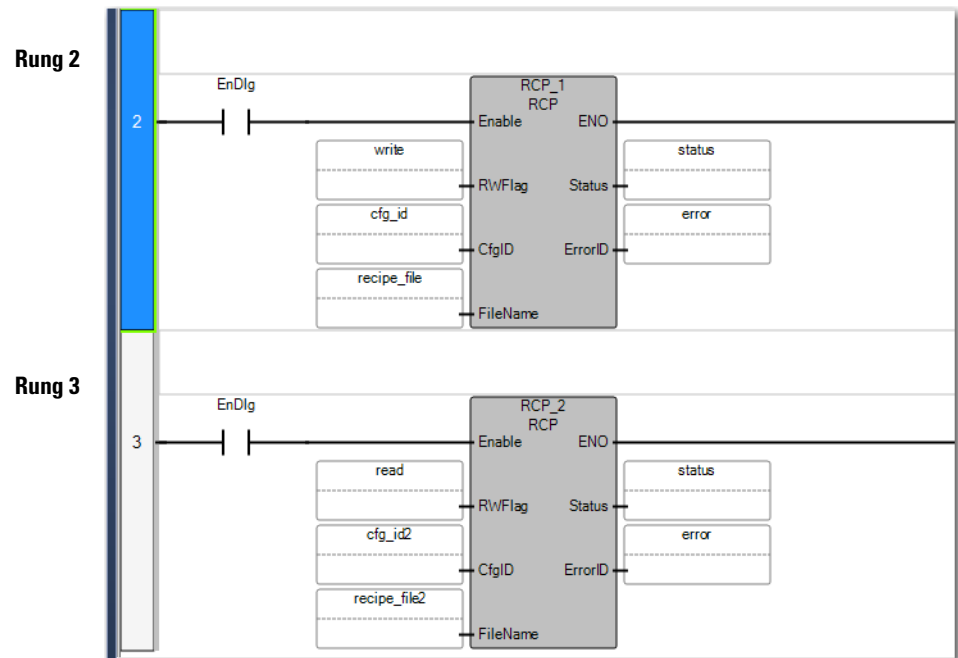 Rung 2
EnDlg
RCP_1
RCP
2
Enable ENO
write status
RWFlag Status
cfg_id error
CfgID ErrorID
recipe_file
FileName
Rung 3
EnDlg
RCP_2
RCP
3
Enable ENO
read status
RWFlag Status
cfg_id2 error
CfgID ErrorID
recipe_file2
FileName